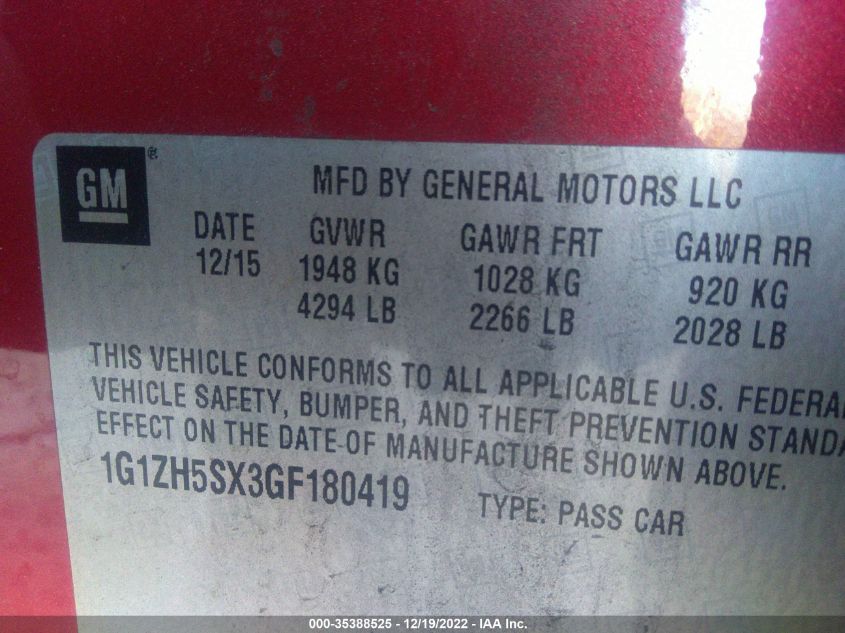 GM ®
MFD BY GENERAL MOTORS LLC
DATE GVWR GAWR FRT GAWR RR
12/15 1948 KG 1028 KG 920 KG
4294 LB 2266 LB 2028 LB
THIS VEHICLE CONFORMS TO ALL APPLICABLE U.S. FEDERA
VEHICLE SAFETY, BUMPER, AND THEFT PREVENTION STANDA
EFFECT ON THE DATE OF MANUFACTURE SHOWN ABOVE.
1G1ZH5SX3GF180419 TYPE: PASS CAR
000-35388525 - 12/19/2022 - IAA Inc.